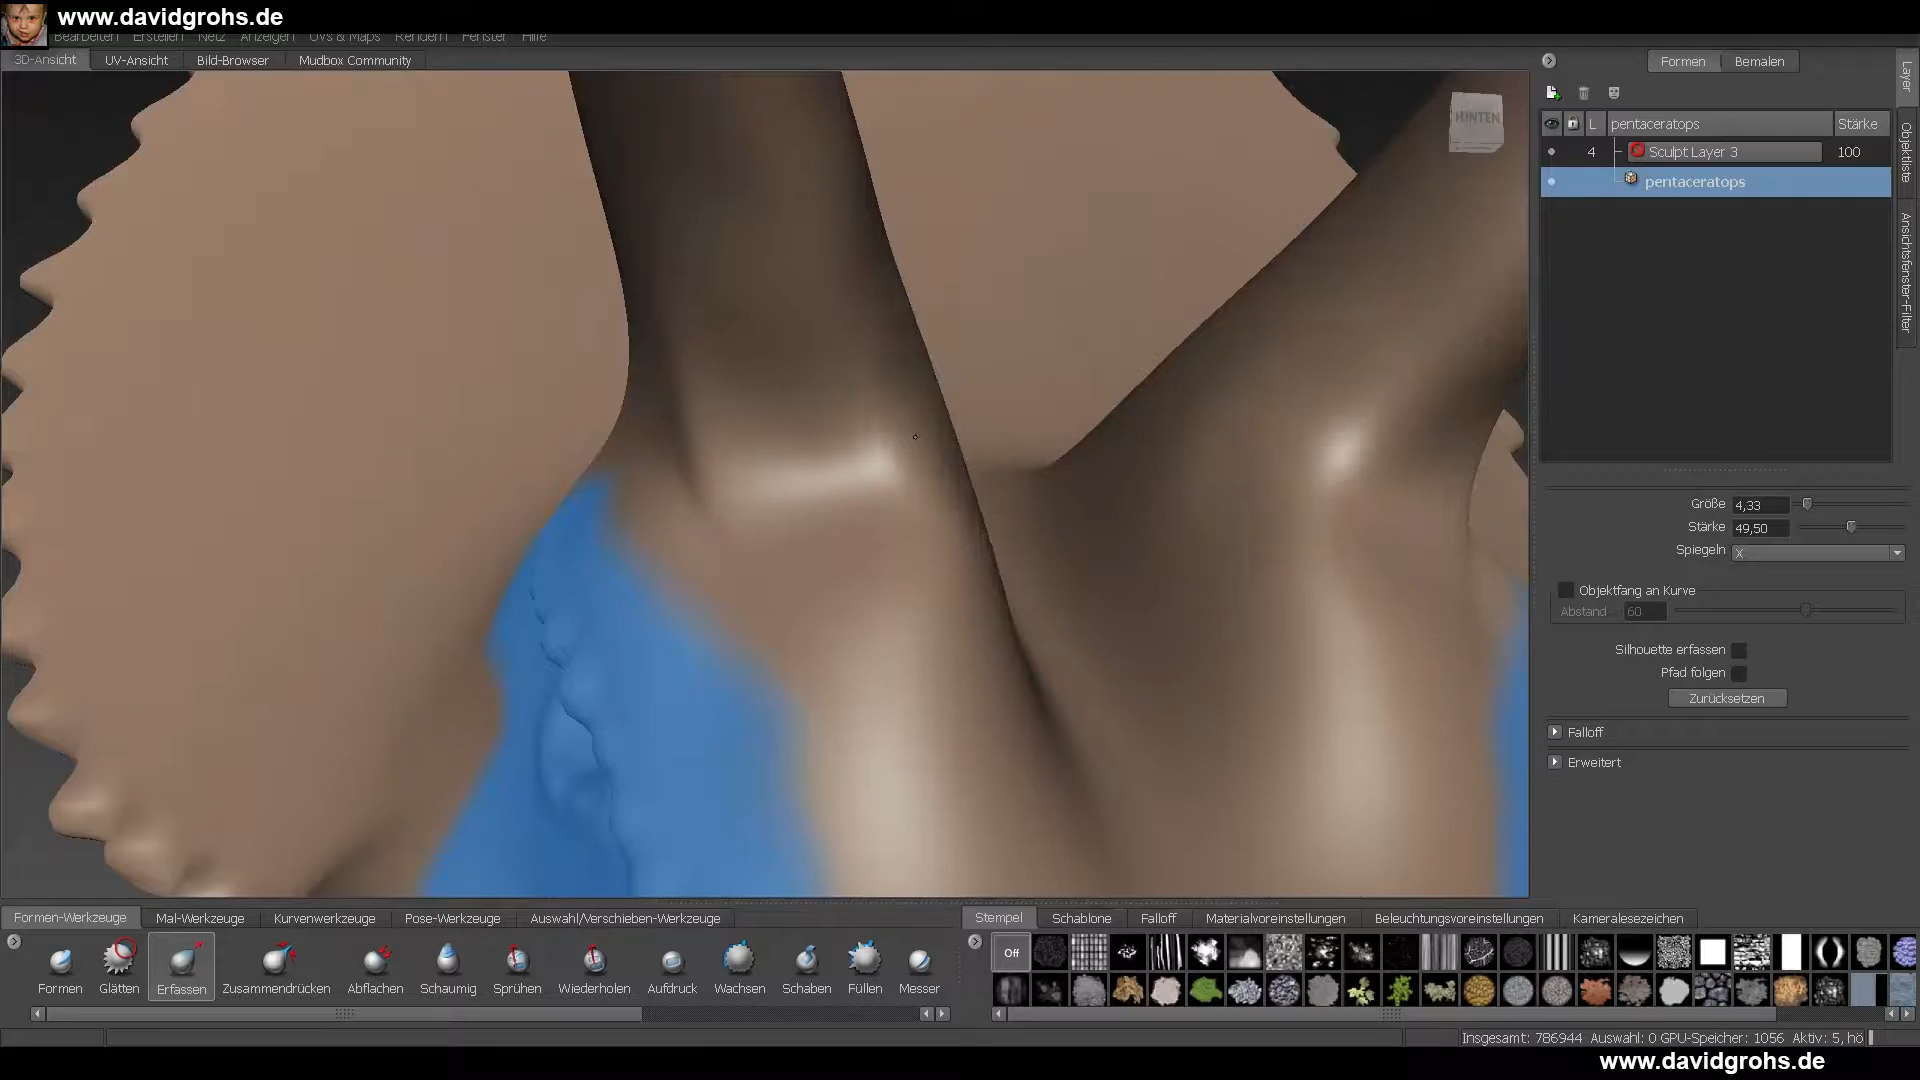 www.davidgrohs.de
Bearbeiten Erstellen Netz Anzeigen UVs & Maps Rendern Fenster Hilfe
3D-Ansicht UV-Ansicht Bild-Browser Mudbox Community
HINTEN
Formen Bemalen
L pentaceratops Stärke
4 Sculpt Layer 3 100
pentaceratops
Layer
Objektliste
Ansichtsfenster-Filter
Größe 4,33
Stärke 49,50
Spiegeln X
Objektfang an Kurve
Abstand 60
Silhouette erfassen
Pfad folgen
Zurücksetzen
Falloff
Erweitert
Formen-Werkzeuge Mal-Werkzeuge Kurvenwerkzeuge Pose-Werkzeuge Auswahl/Verschieben-Werkzeuge
Formen Glätten Erfassen Zusammendrücken Abflachen Schaumig Sprühen Wiederholen Aufdruck Wachsen Schaben Füllen Messer
Stempel Schablone Falloff Materialvoreinstellungen Beleuchtungsvoreinstellungen Kameralesezeichen
Off
Insgesamt: 786944 Auswahl: 0 GPU-Speicher: 1056 Aktiv: 5, hö
www.davidgrohs.de